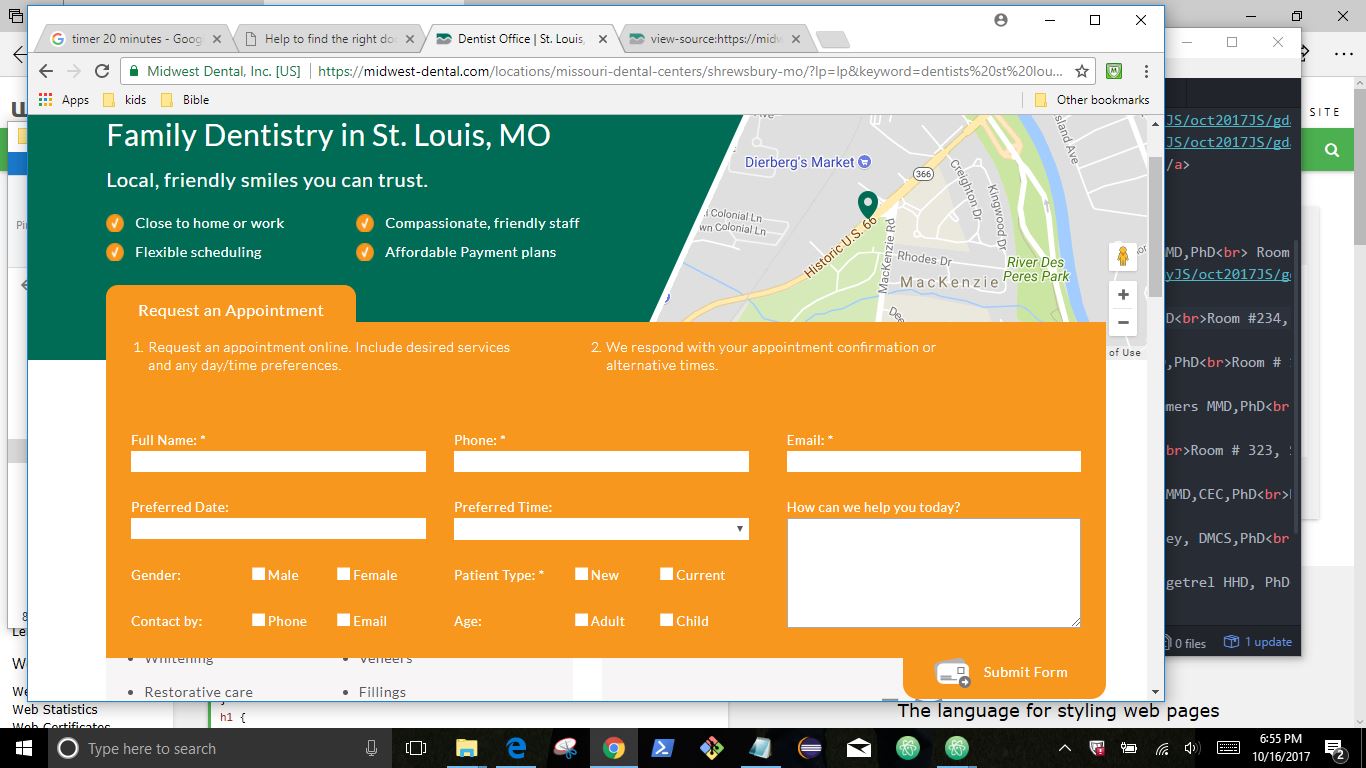 timer 20 minutes - Goog
Help to find the right do
Dentist Office | St. Louis,
view-source:https://midw
Midwest Dental, Inc. [US]
https://midwest-dental.com/locations/missouri-dental-centers/shrewsbury-mo/?lp=lp&keyword=dentists%20st%20lou...
Apps kids Bible Other bookmarks
SITE
Family Dentistry in St. Louis, MO
Local, friendly smiles you can trust.
Close to home or work Compassionate, friendly staff
Flexible scheduling Affordable Payment plans
Dierberg's Market
366
Creighton Dr
Kingwood Dr
sland Ave
Colonial Ln
wn Colonial Ln
Historic U.S. 66
MacKenzie Rd
Rhodes Dr
MacKenzie
River Des
Peres Park
Dee
+
−
of Use
Request an Appointment
1. Request an appointment online. Include desired services
and any day/time preferences.
2. We respond with your appointment confirmation or
alternative times.
Full Name: * Phone: * Email: *
Preferred Date: Preferred Time: How can we help you today?
Gender: Male Female Patient Type: * New Current
Contact by: Phone Email Age: Adult Child
Whitening Veneers
Restorative care Fillings
Submit Form
JS/oct2017JS/gd
JS/oct2017JS/gd
/a>
MD,PhD<br> Room
yJS/oct2017JS/g
D<br>Room #234,
,PhD<br>Room #
mers MMD,PhD<br
br>Room # 323,
MMD,CEC,PhD<br>
ey, DMCS,PhD<br
getrel HHD, PhD
0 files 1 update
Web Statistics
Web Certificates
h1 {
The language for styling web pages
Type here to search
6:55 PM
10/16/2017
2